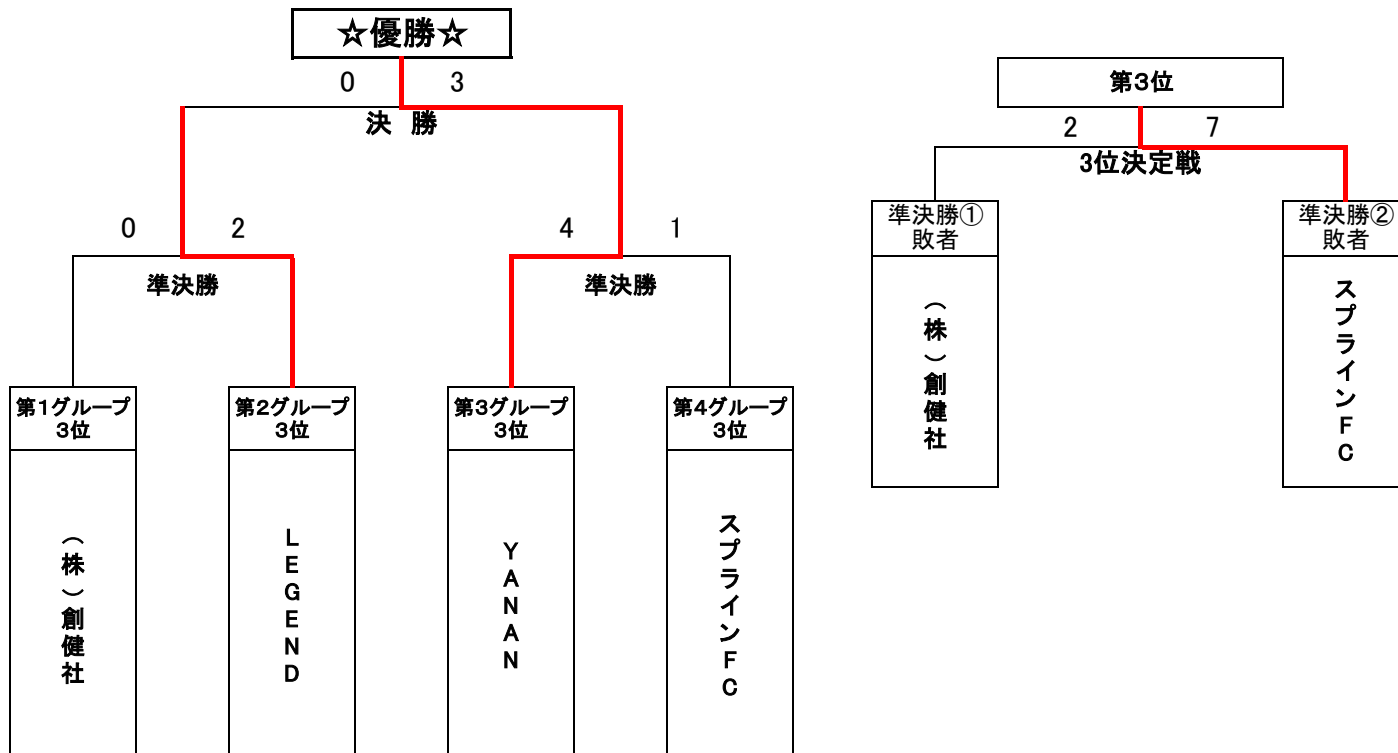 ☆優勝☆
0 3
決 勝
0 2
準決勝
4 1
準決勝
第1グループ
3位
第2グループ
3位
第3グループ
3位
第4グループ
3位
（株）創健社
LEGEND
YANAN
スプラインFC
第3位
2 7
3位決定戦
準決勝①
敗者
準決勝②
敗者
（株）創健社
スプラインFC